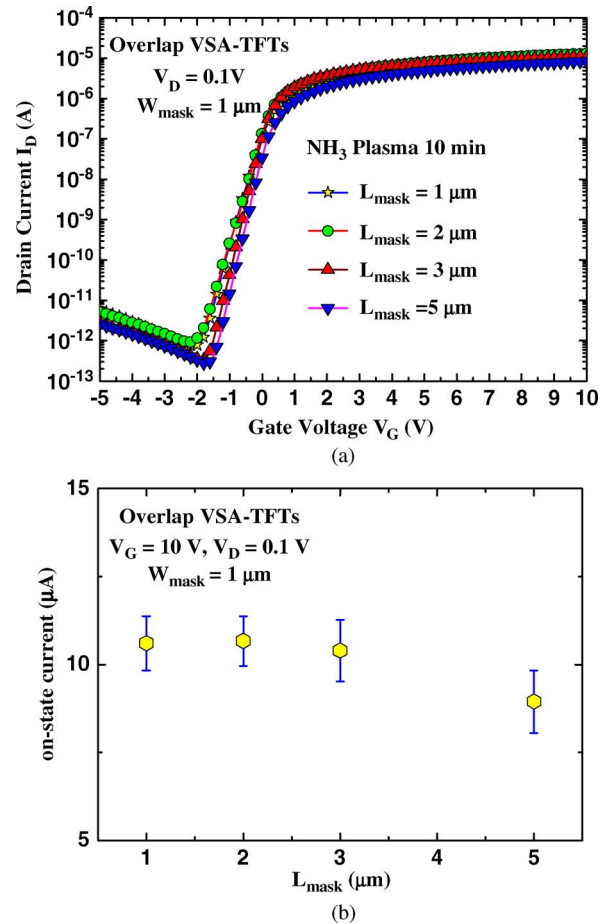 10⁻⁴
10⁻⁵
10⁻⁶
10⁻⁷
10⁻⁸
10⁻⁹
10⁻¹⁰
10⁻¹¹
10⁻¹²
10⁻¹³
Drain Current I_D (A)
Overlap VSA-TFTs
V_D = 0.1V
W_mask = 1 μm
NH₃ Plasma 10 min
L_mask = 1 μm
L_mask = 2 μm
L_mask = 3 μm
L_mask =5 μm
-5 -4 -3 -2 -1 0 1 2 3 4 5 6 7 8 9 10
Gate Voltage V_G (V)
(a)
15
10
5
on-state current (μA)
Overlap VSA-TFTs
V_G = 10 V, V_D = 0.1 V
W_mask = 1 μm
1 2 3 4 5
L_mask (μm)
(b)